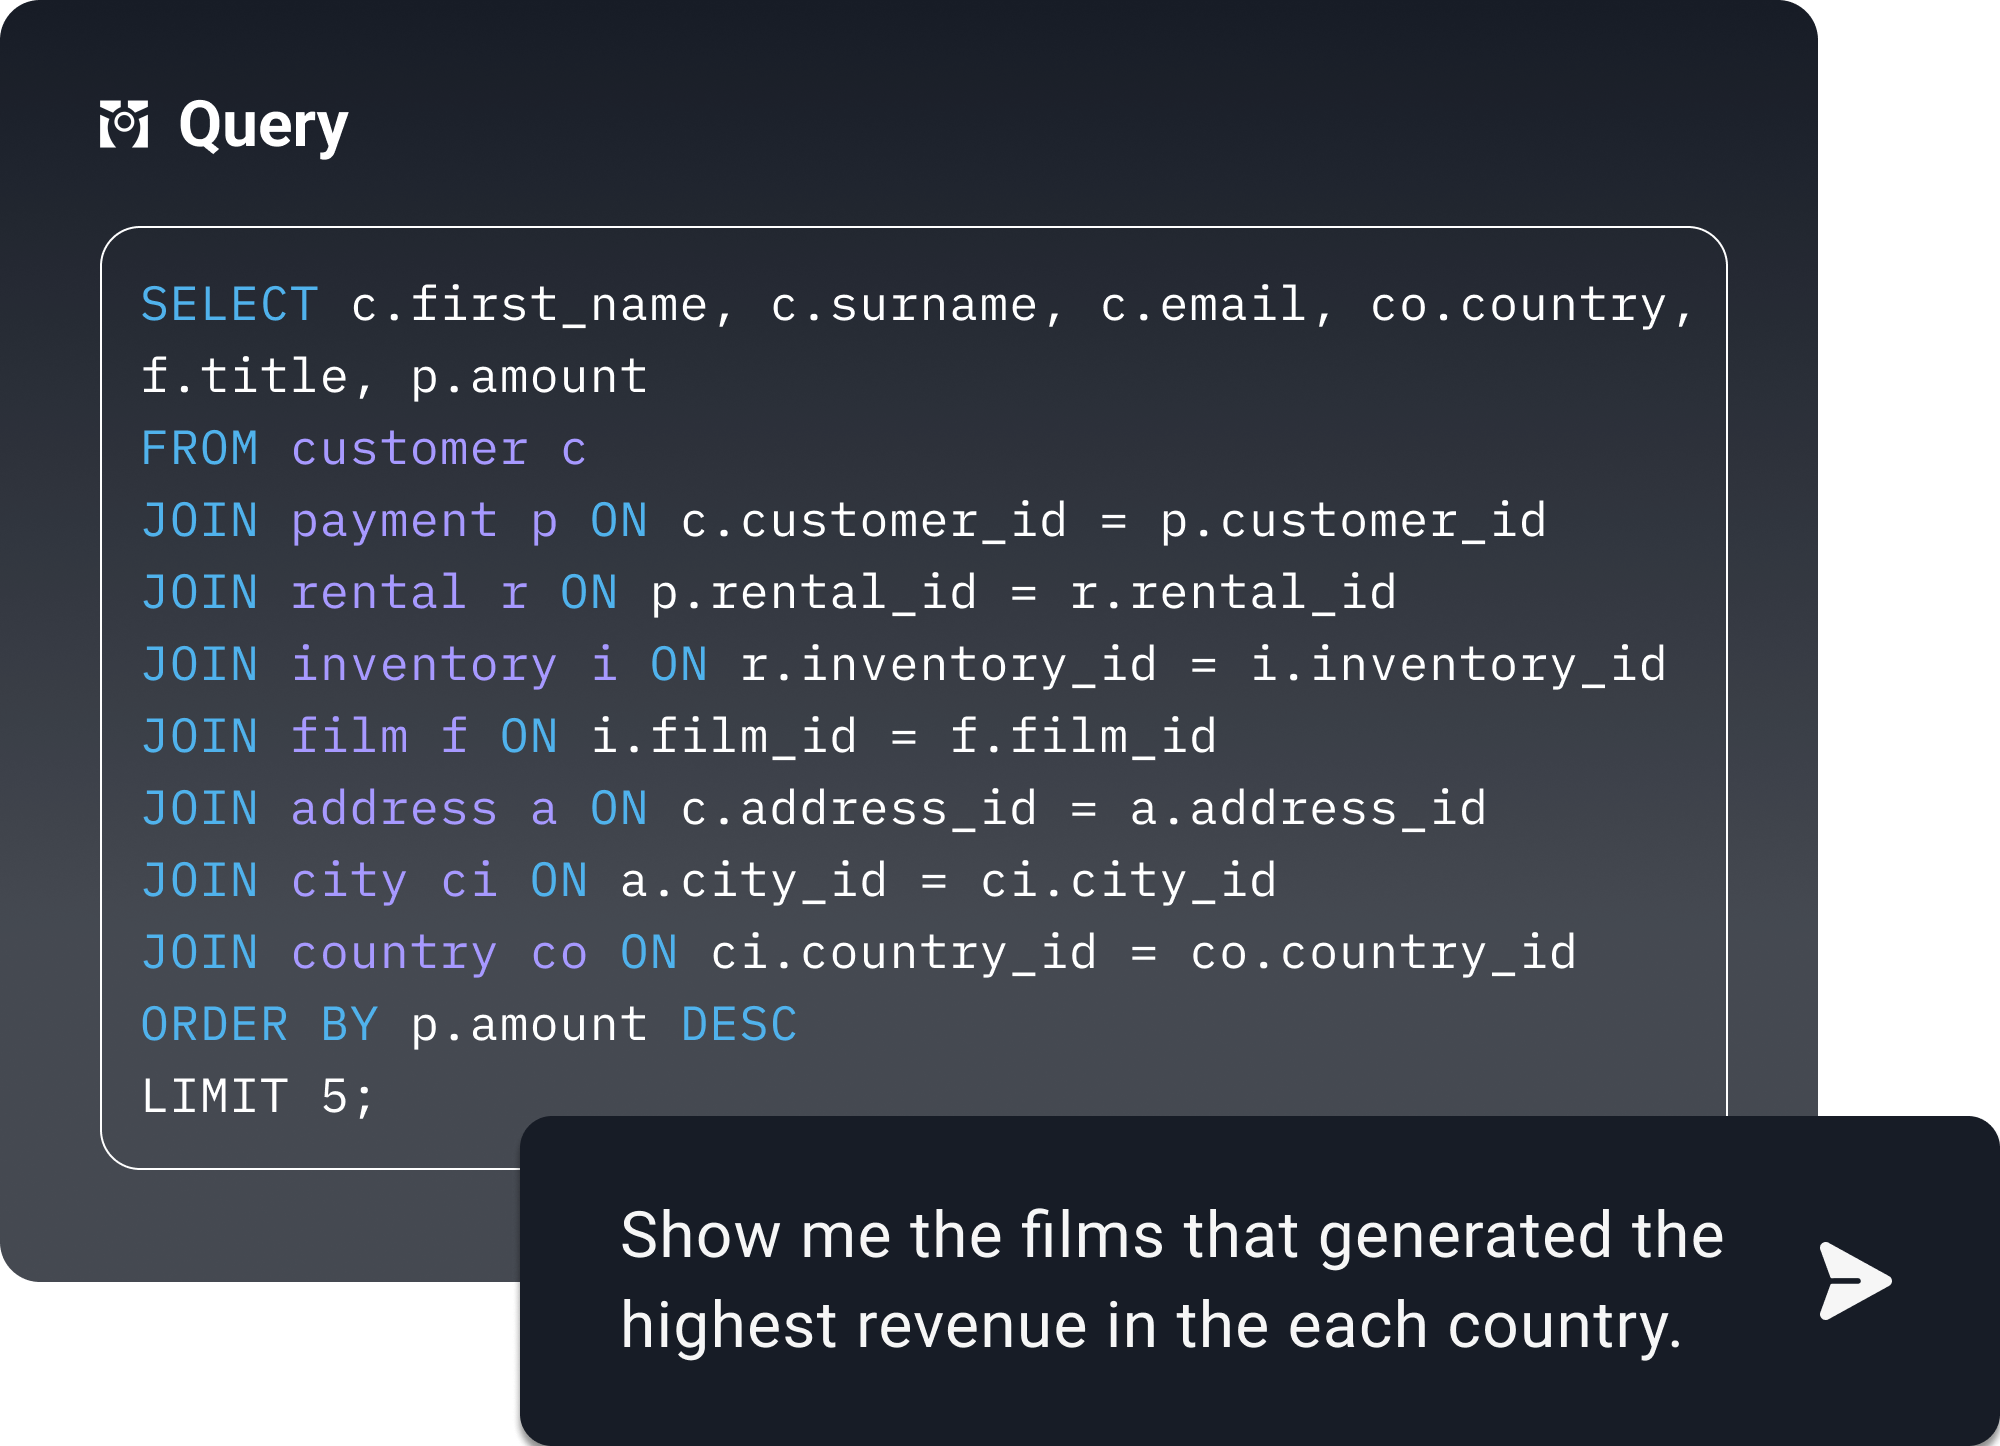 Query
SELECT c.first_name, c.surname, c.email, co.country,
f.title, p.amount
FROM customer c
JOIN payment p ON c.customer_id = p.customer_id
JOIN rental r ON p.rental_id = r.rental_id
JOIN inventory i ON r.inventory_id = i.inventory_id
JOIN film f ON i.film_id = f.film_id
JOIN address a ON c.address_id = a.address_id
JOIN city ci ON a.city_id = ci.city_id
JOIN country co ON ci.country_id = co.country_id
ORDER BY p.amount DESC
LIMIT 5;
Show me the films that generated the
highest revenue in the each country.